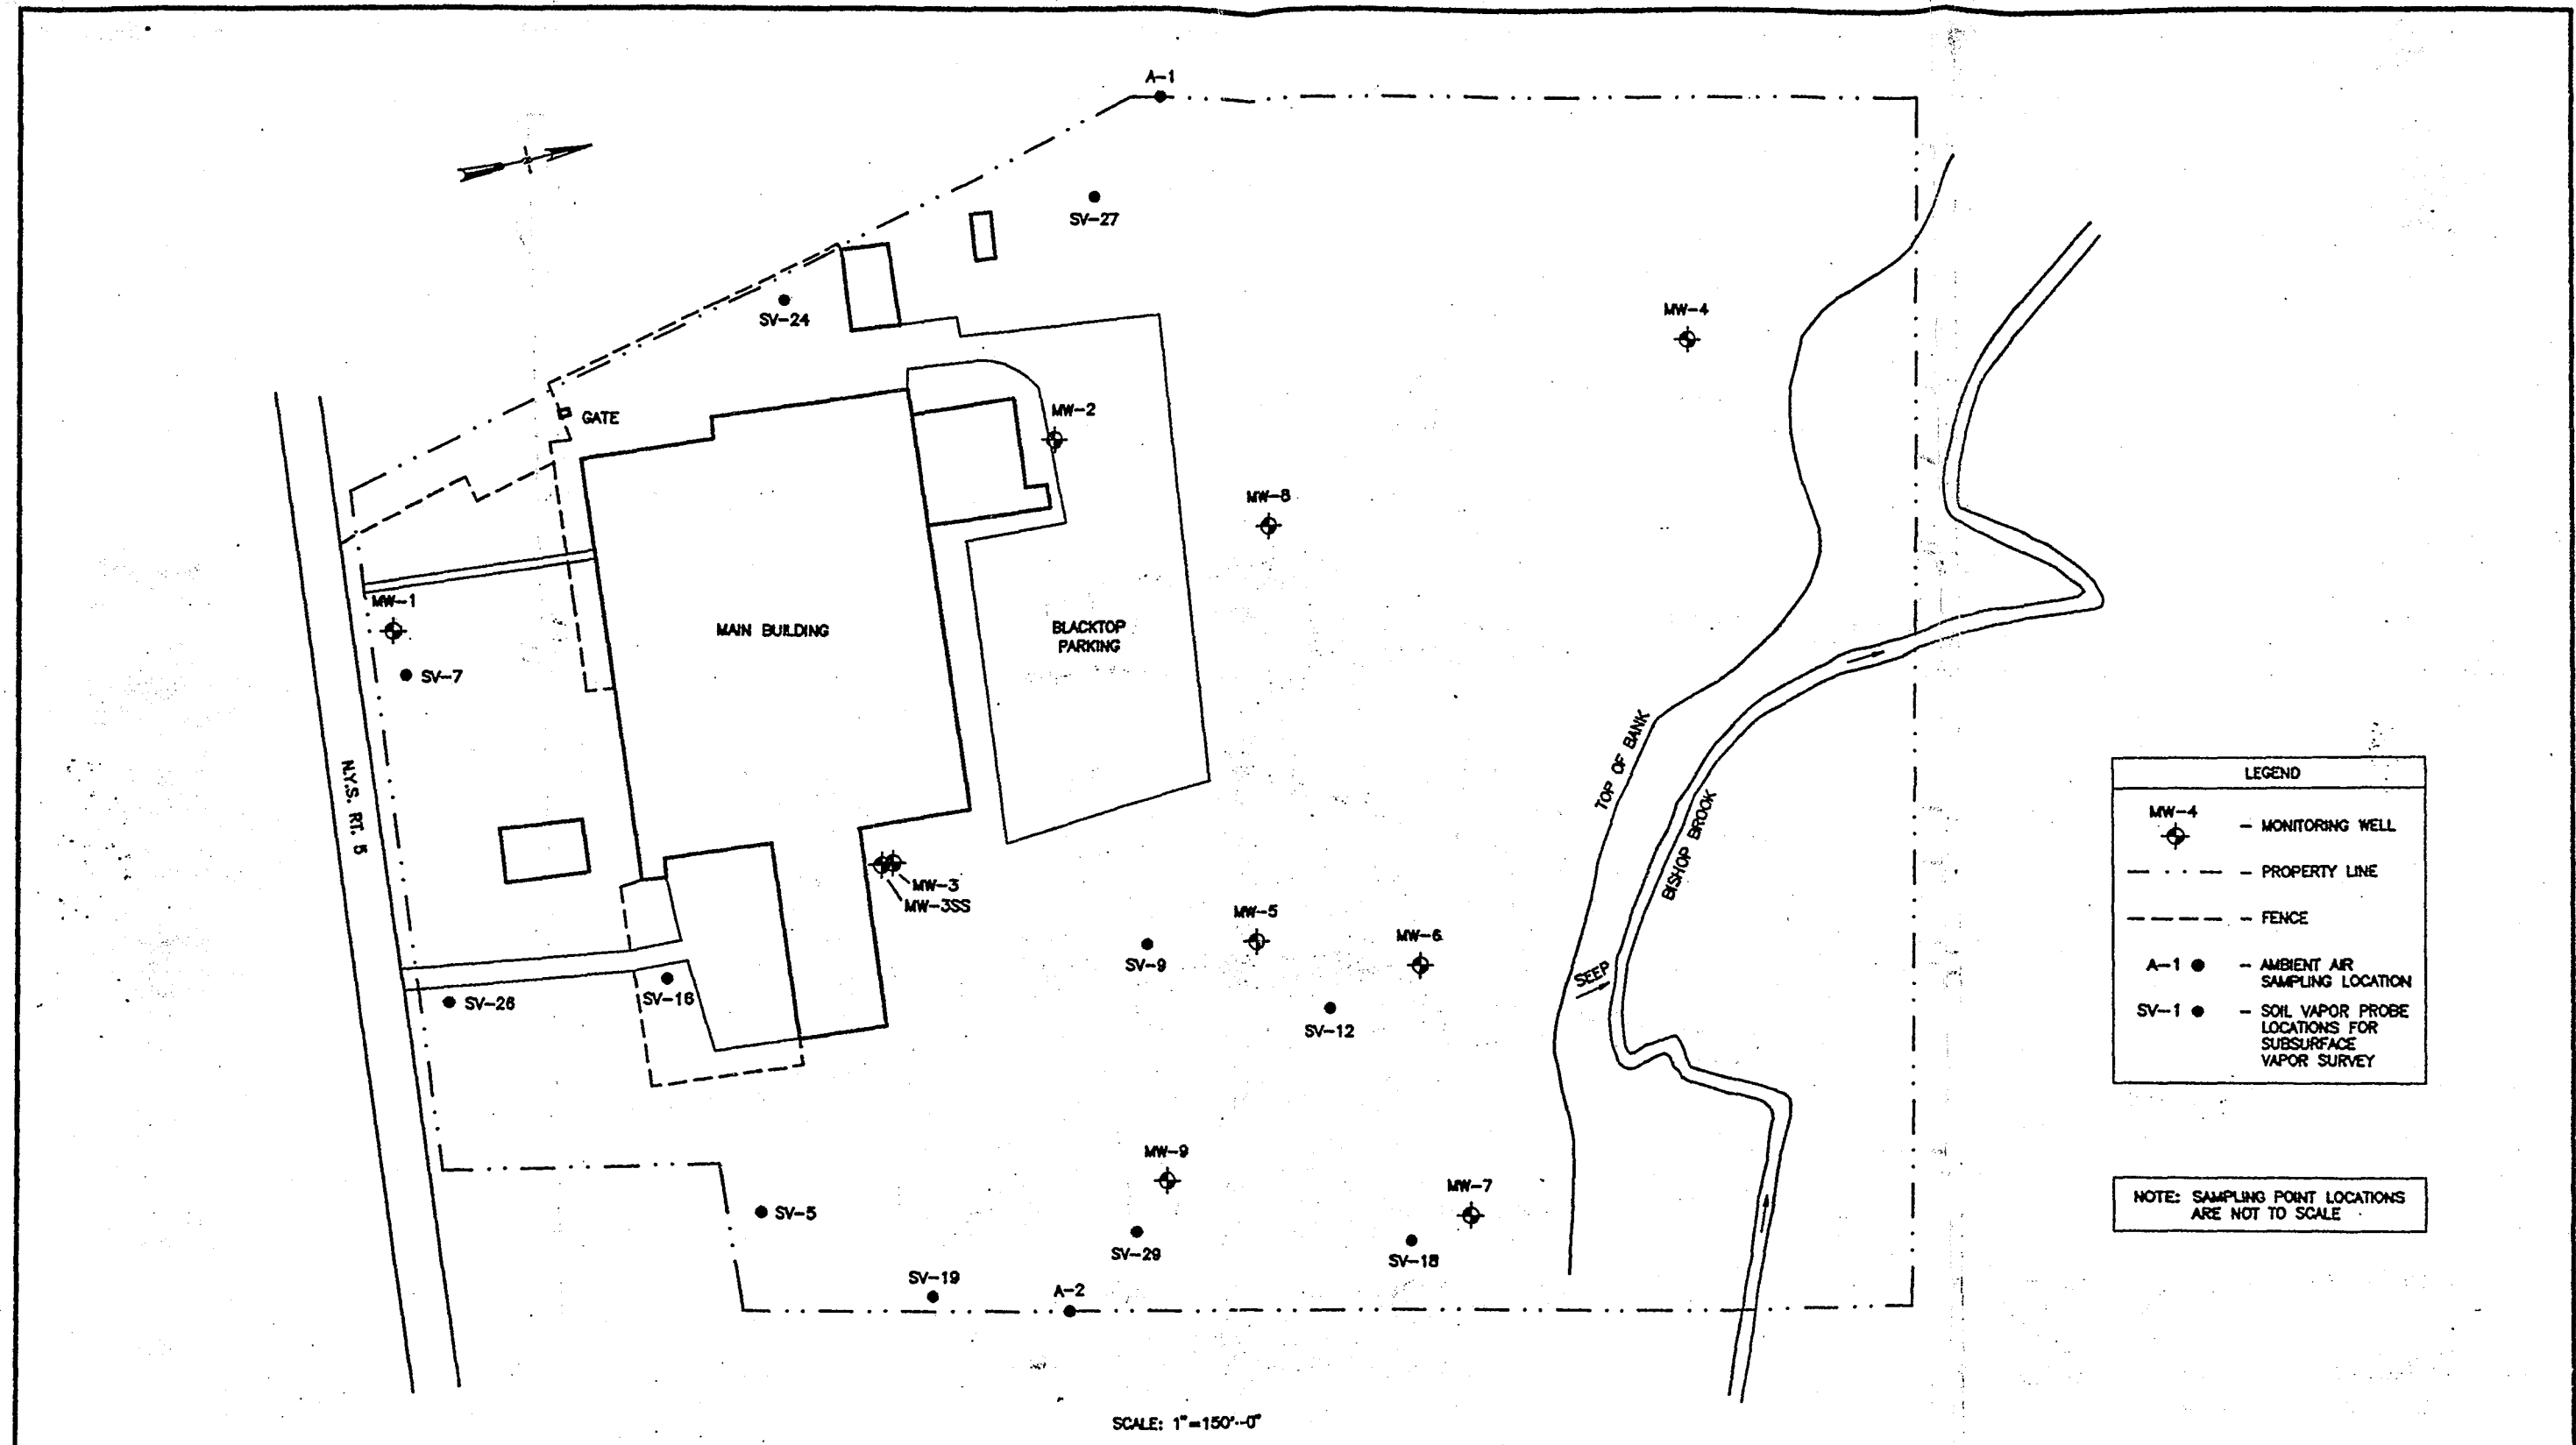 A-1
SV-27
SV-24
MW-4
GATE
MW-2
MW-8
MW-1
MAIN BUILDING
BLACKTOP
PARKING
SV-7
N.Y.S. RT. 5
TOP OF BANK
BISHOP BROOK
MW-3
MW-3SS
MW-5
MW-6
SV-9
SEEP
SV-16
SV-26
SV-12
MW-9
MW-7
SV-5
SV-29
SV-18
SV-19
A-2
LEGEND
MW-4
- MONITORING WELL
- PROPERTY LINE
- FENCE
A-1 - AMBIENT AIR
SAMPLING LOCATION
SV-1 - SOIL VAPOR PROBE
LOCATIONS FOR
SUBSURFACE
VAPOR SURVEY
NOTE: SAMPLING POINT LOCATIONS
ARE NOT TO SCALE
SCALE: 1"=150'-0"